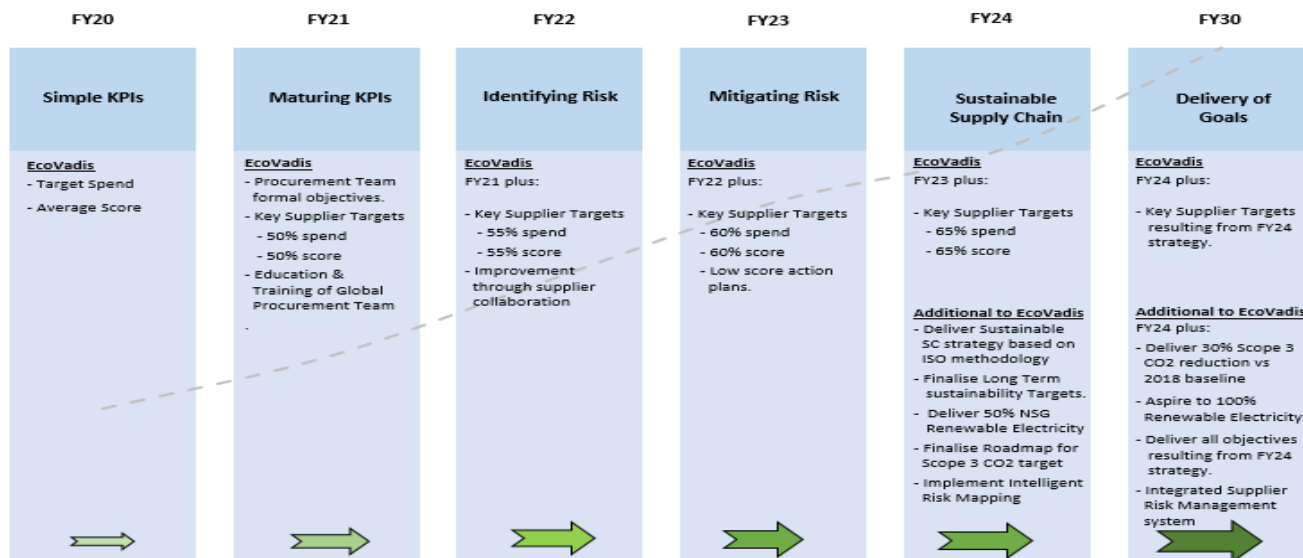 FY20
Simple KPIs
EcoVadis
- Target Spend
- Average Score
FY21
Maturing KPIs
EcoVadis
- Procurement Team
formal objectives.
- Key Supplier Targets
- 50% spend
- 50% score
- Education &
Training of Global
Procurement Team
.
FY22
Identifying Risk
EcoVadis
FY21 plus:
- Key Supplier Targets
- 55% spend
- 55% score
- Improvement
through supplier
collaboration
FY23
Mitigating Risk
EcoVadis
FY22 plus:
- Key Supplier Targets
- 60% spend
- 60% score
- Low score action
plans.
FY24
Sustainable
Supply Chain
EcoVadis
FY23 plus:
- Key Supplier Targets
- 65% spend
- 65% score
Additional to EcoVadis
- Deliver Sustainable
SC strategy based on
ISO methodology
- Finalise Long Term
sustainability Targets.
- Deliver 50% NSG
Renewable Electricity
- Finalise Roadmap for
Scope 3 CO2 target
- Implement Intelligent
Risk Mapping
FY30
Delivery of
Goals
EcoVadis
FY24 plus:
- Key Supplier Targets
resulting from FY24
strategy.
Additional to EcoVadis
FY24 plus:
- Deliver 30% Scope 3
CO2 reduction vs
2018 baseline
- Aspire to 100%
Renewable Electricity
- Deliver all objectives
resulting from FY24
strategy.
- Integrated Supplier
Risk Management
system